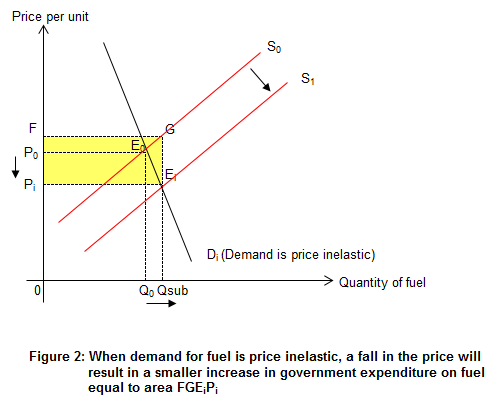 Price per unit
S₀
S₁
F
G
P₀
E₀
Pᵢ
Eᵢ
Dᵢ (Demand is price inelastic)
0
Q₀ Qsub
Quantity of fuel
Figure 2: When demand for fuel is price inelastic, a fall in the price will
result in a smaller increase in government expenditure on fuel
equal to area FGEᵢPᵢ